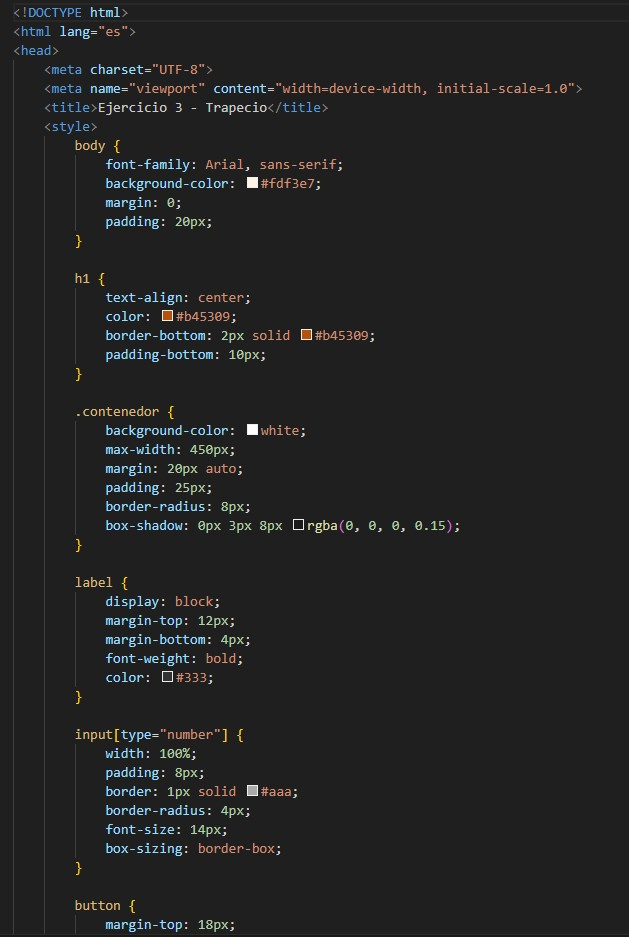 <!DOCTYPE html>
<html lang="es">
<head>
    <meta charset="UTF-8">
    <meta name="viewport" content="width=device-width, initial-scale=1.0">
    <title>Ejercicio 3 - Trapecio</title>
    <style>
        body {
            font-family: Arial, sans-serif;
            background-color: #fdf3e7;
            margin: 0;
            padding: 20px;
        }

        h1 {
            text-align: center;
            color: #b45309;
            border-bottom: 2px solid #b45309;
            padding-bottom: 10px;
        }

        .contenedor {
            background-color: white;
            max-width: 450px;
            margin: 20px auto;
            padding: 25px;
            border-radius: 8px;
            box-shadow: 0px 3px 8px rgba(0, 0, 0, 0.15);
        }

        label {
            display: block;
            margin-top: 12px;
            margin-bottom: 4px;
            font-weight: bold;
            color: #333;
        }

        input[type="number"] {
            width: 100%;
            padding: 8px;
            border: 1px solid #aaa;
            border-radius: 4px;
            font-size: 14px;
            box-sizing: border-box;
        }

        button {
            margin-top: 18px;